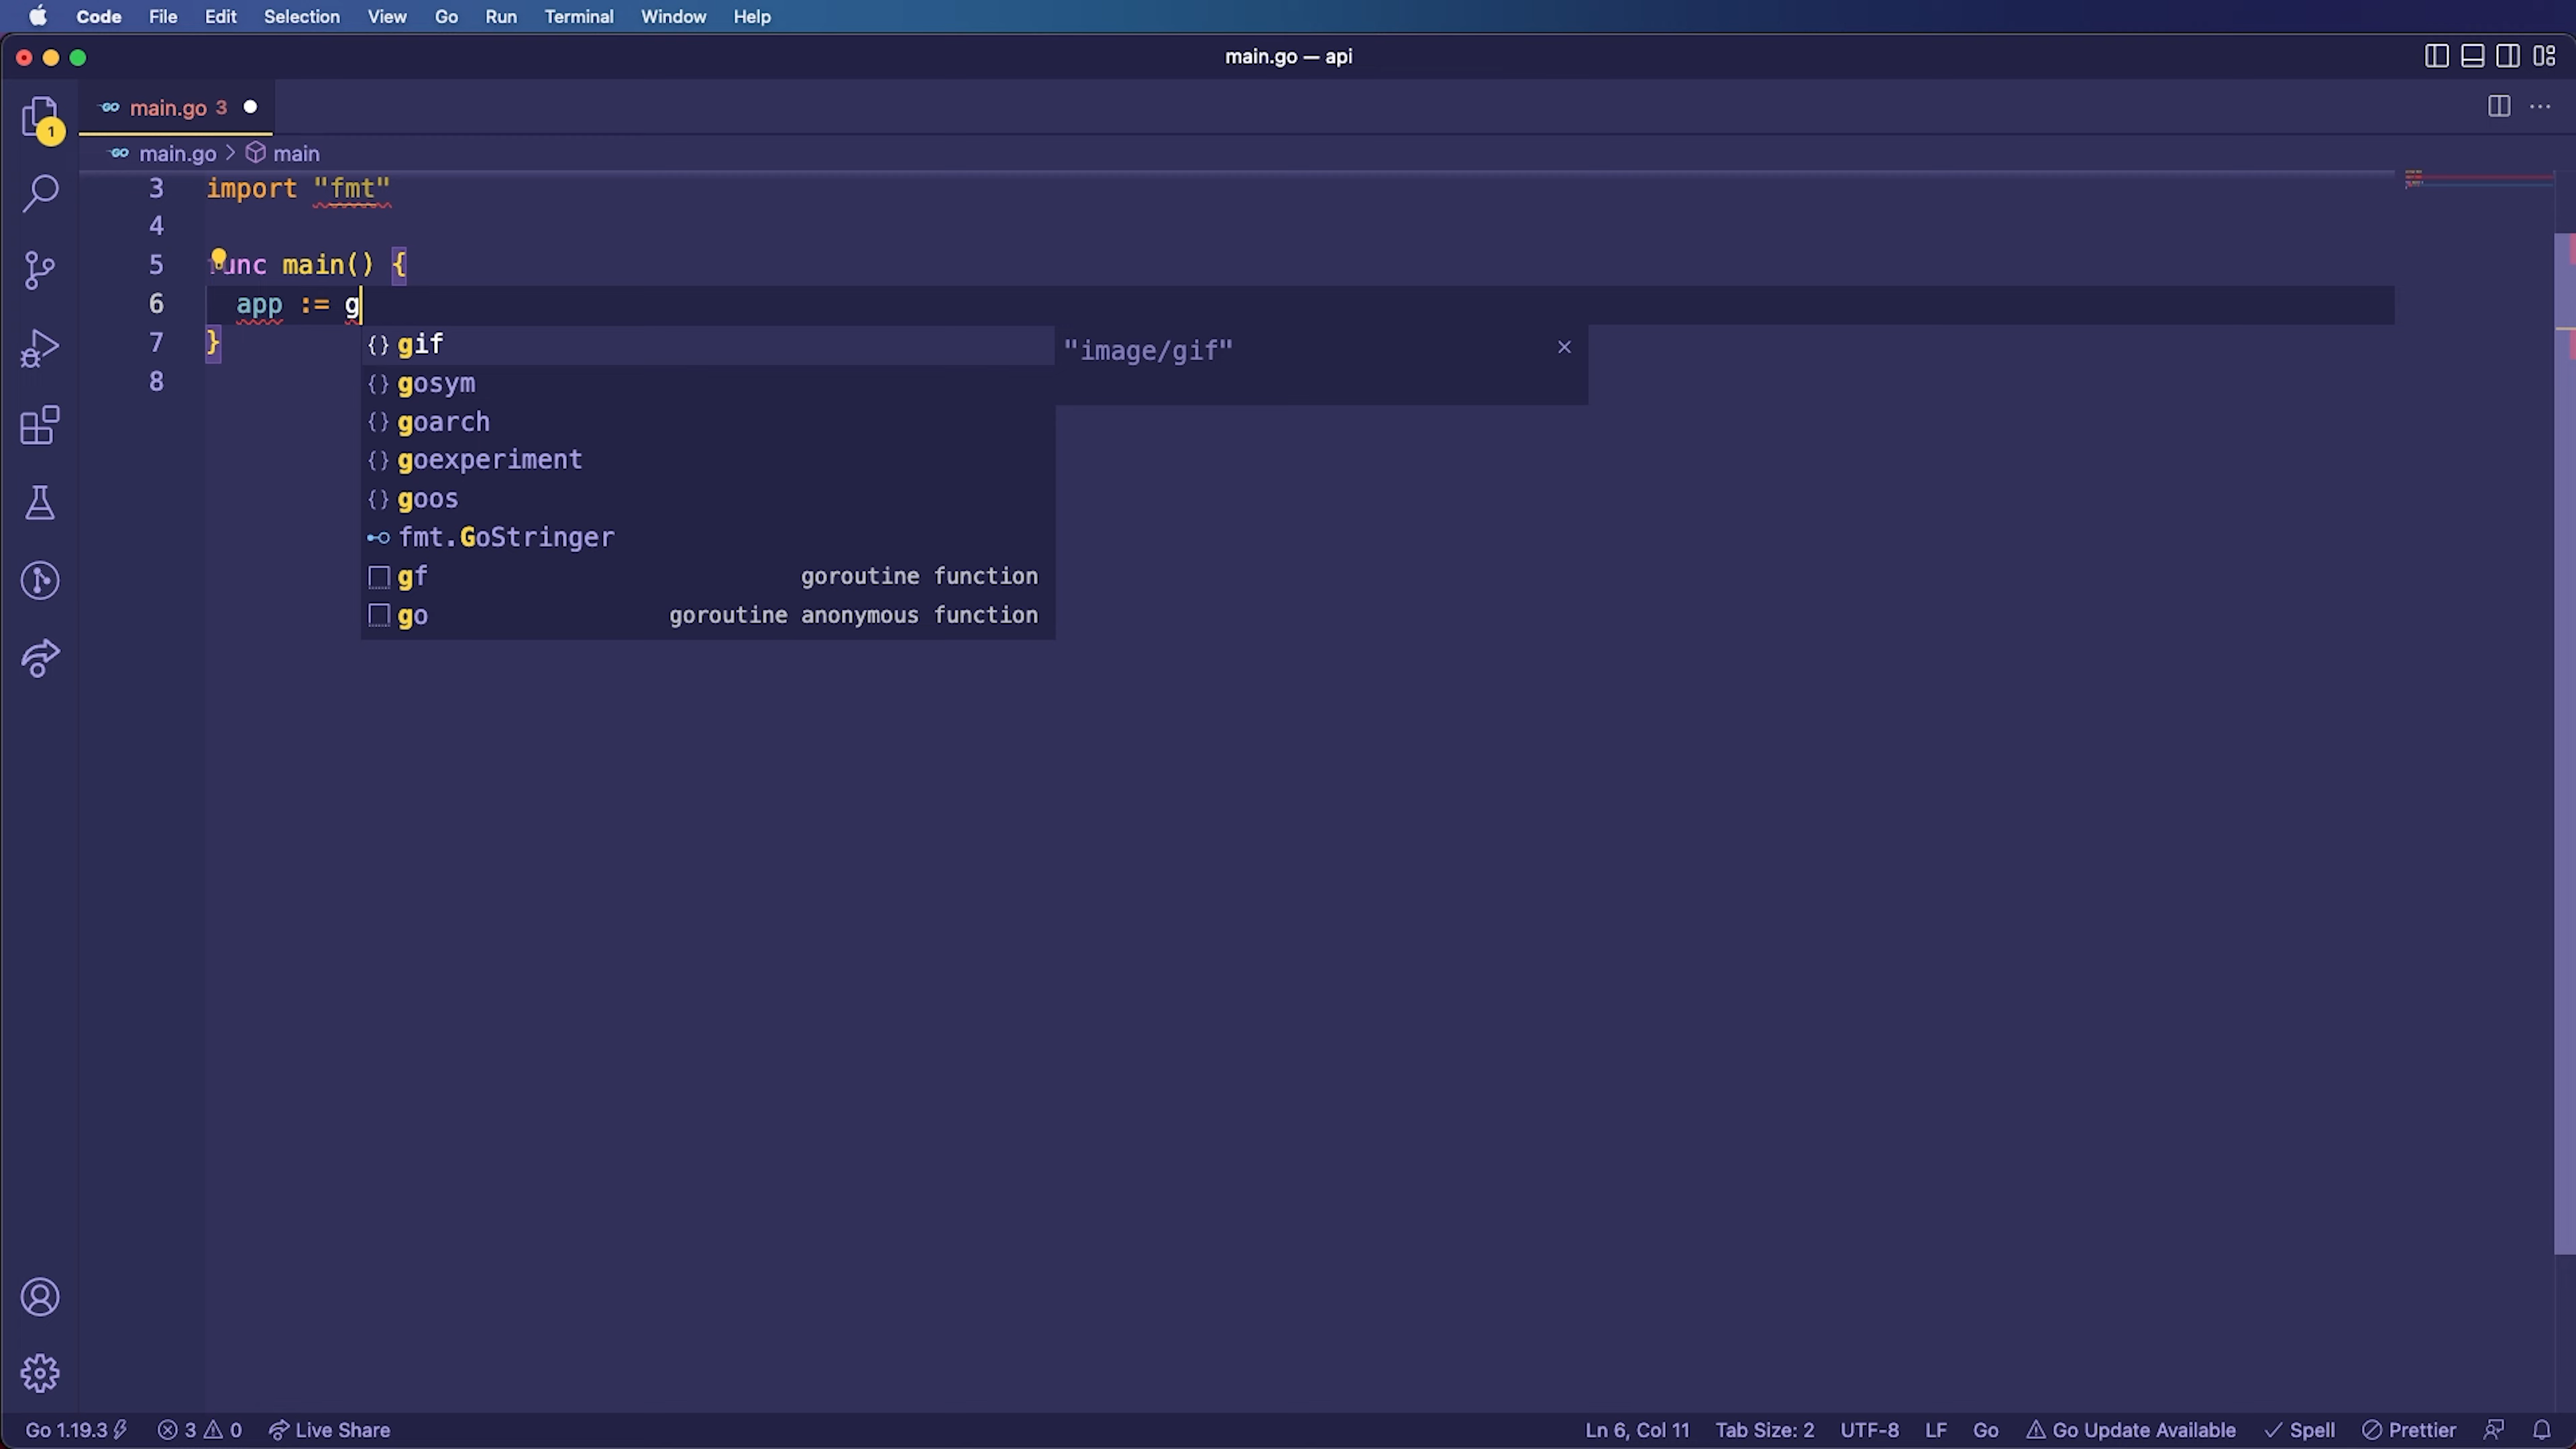 Code File Edit Selection View Go Run Terminal Window Help
main.go — api
GO main.go 3
1
GO main.go > main
3 import "fmt"
4
5 func main() {
6 app := g
7 }
8
{} gif "image/gif" ×
{} gosym
{} goarch
{} goexperiment
{} goos
fmt.GoStringer
gf goroutine function
go goroutine anonymous function
Go 1.19.3 3 0 Live Share Ln 6, Col 11 Tab Size: 2 UTF-8 LF Go Go Update Available Spell Prettier